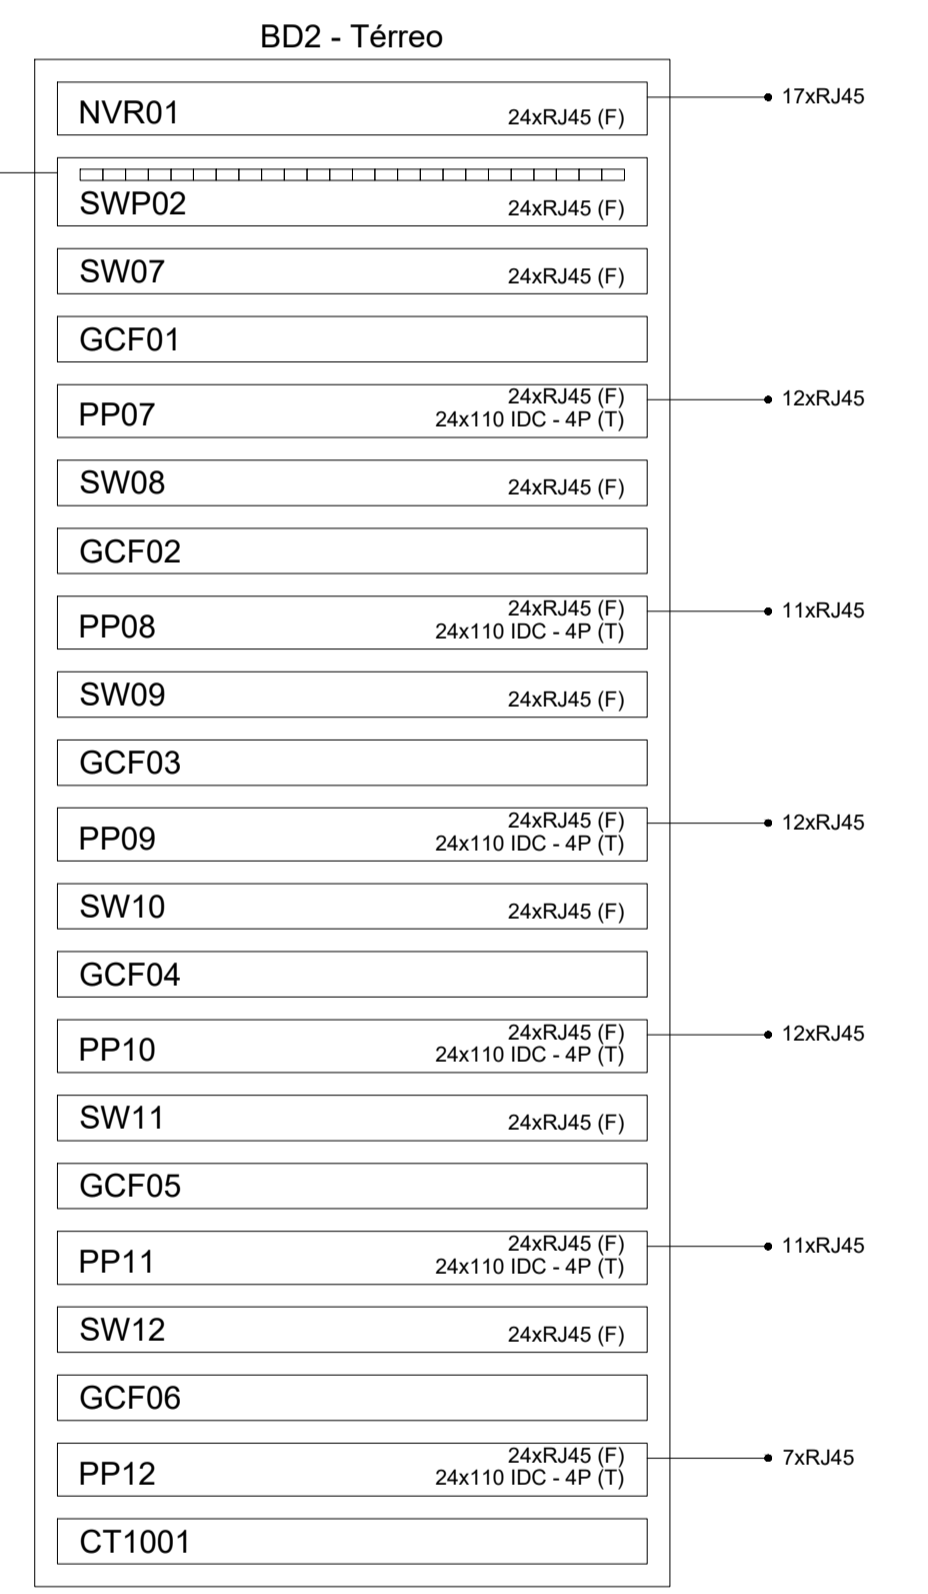 BD2 - Térreo
NVR01 24xRJ45 (F) 17xRJ45
SWP02 24xRJ45 (F)
SW07 24xRJ45 (F)
GCF01
PP07 24xRJ45 (F) 12xRJ45
24x110 IDC - 4P (T)
SW08 24xRJ45 (F)
GCF02
PP08 24xRJ45 (F) 11xRJ45
24x110 IDC - 4P (T)
SW09 24xRJ45 (F)
GCF03
PP09 24xRJ45 (F) 12xRJ45
24x110 IDC - 4P (T)
SW10 24xRJ45 (F)
GCF04
PP10 24xRJ45 (F) 12xRJ45
24x110 IDC - 4P (T)
SW11 24xRJ45 (F)
GCF05
PP11 24xRJ45 (F) 11xRJ45
24x110 IDC - 4P (T)
SW12 24xRJ45 (F)
GCF06
PP12 24xRJ45 (F) 7xRJ45
24x110 IDC - 4P (T)
CT1001